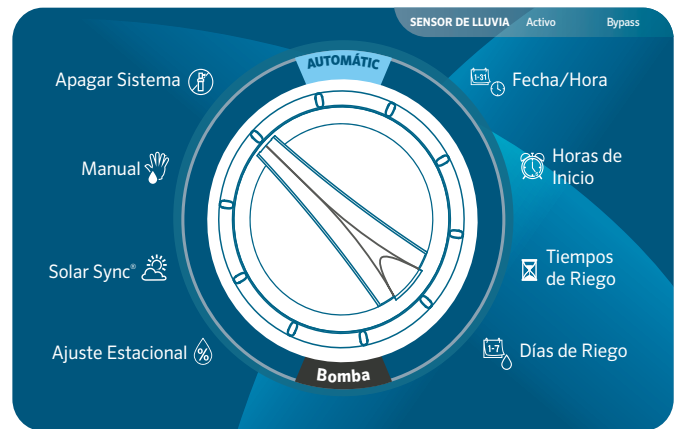 SENSOR DE LLUVIA Activo Bypass
AUTOMÁTIC
Apagar Sistema
Manual
Solar Sync®
Ajuste Estacional
1-31
Fecha/Hora
Horas de
Inicio
Tiempos
de Riego
1-7
Días de Riego
%
Bomba